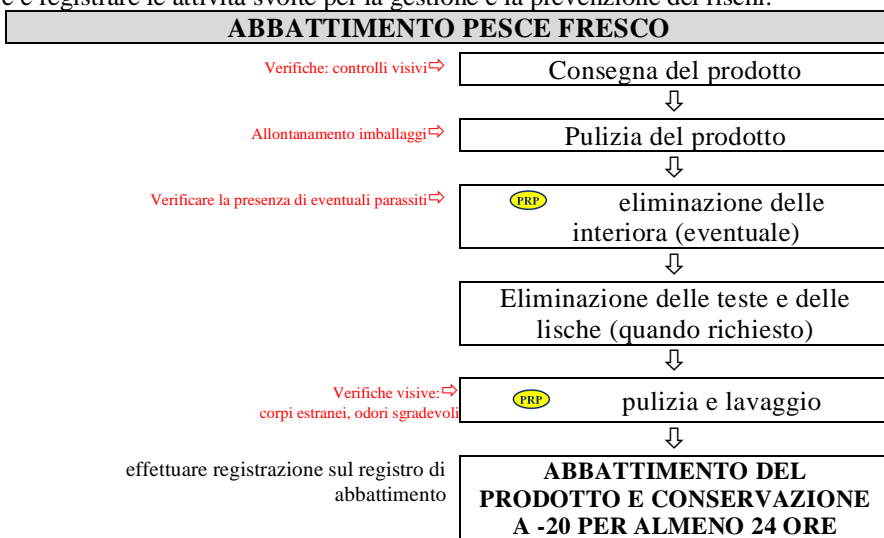 e e registrare le attività svolte per la gestione e la prevenzione dei rischi.
ABBATTIMENTO PESCE FRESCO
Verifiche: controlli visivi⇨
Consegna del prodotto
⇩
Allontanamento imballaggi⇨
Pulizia del prodotto
⇩
Verificare la presenza di eventuali parassiti⇨
PRP eliminazione delle
interiora (eventuale)
⇩
Eliminazione delle teste e delle
lische (quando richiesto)
⇩
Verifiche visive:⇨
corpi estranei, odori sgradevoli
PRP pulizia e lavaggio
⇩
effettuare registrazione sul registro di
abbattimento
ABBATTIMENTO DEL
PRODOTTO E CONSERVAZIONE
A -20 PER ALMENO 24 ORE